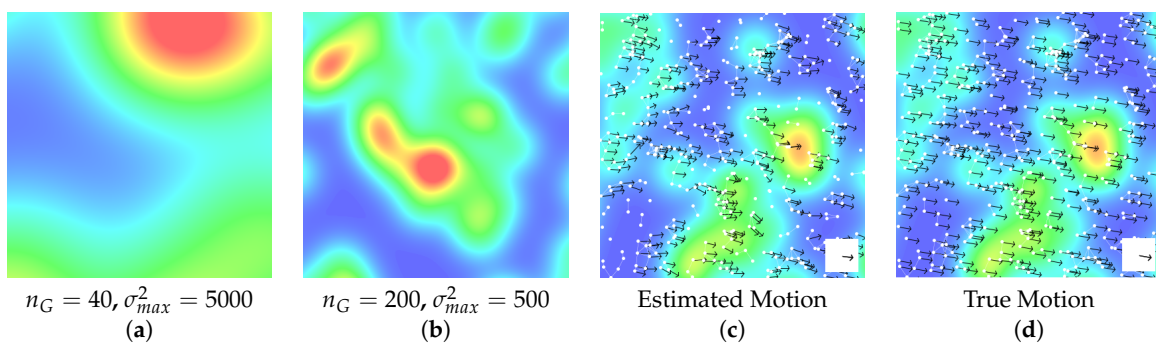 n_G = 40, σ²_max = 5000
(a)
n_G = 200, σ²_max = 500
(b)
Estimated Motion
(c)
True Motion
(d)